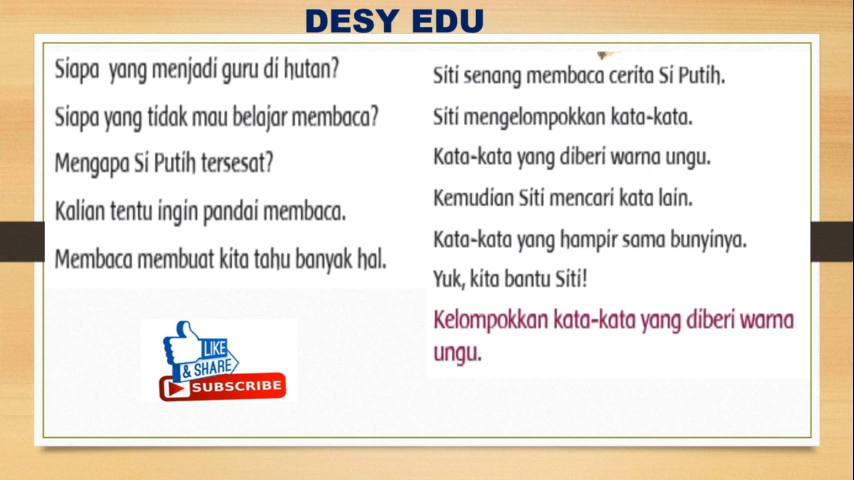 DESY EDU
Siapa yang menjadi guru di hutan?
Siapa yang tidak mau belajar membaca?
Mengapa Si Putih tersesat?
Kalian tentu ingin pandai membaca.
Membaca membuat kita tahu banyak hal.
LIKE
& SHARE
SUBSCRIBE
Siti senang membaca cerita Si Putih.
Siti mengelompokkan kata-kata.
Kata-kata yang diberi warna ungu.
Kemudian Siti mencari kata lain.
Kata-kata yang hampir sama bunyinya.
Yuk, kita bantu Siti!
Kelompokkan kata-kata yang diberi warna
ungu.